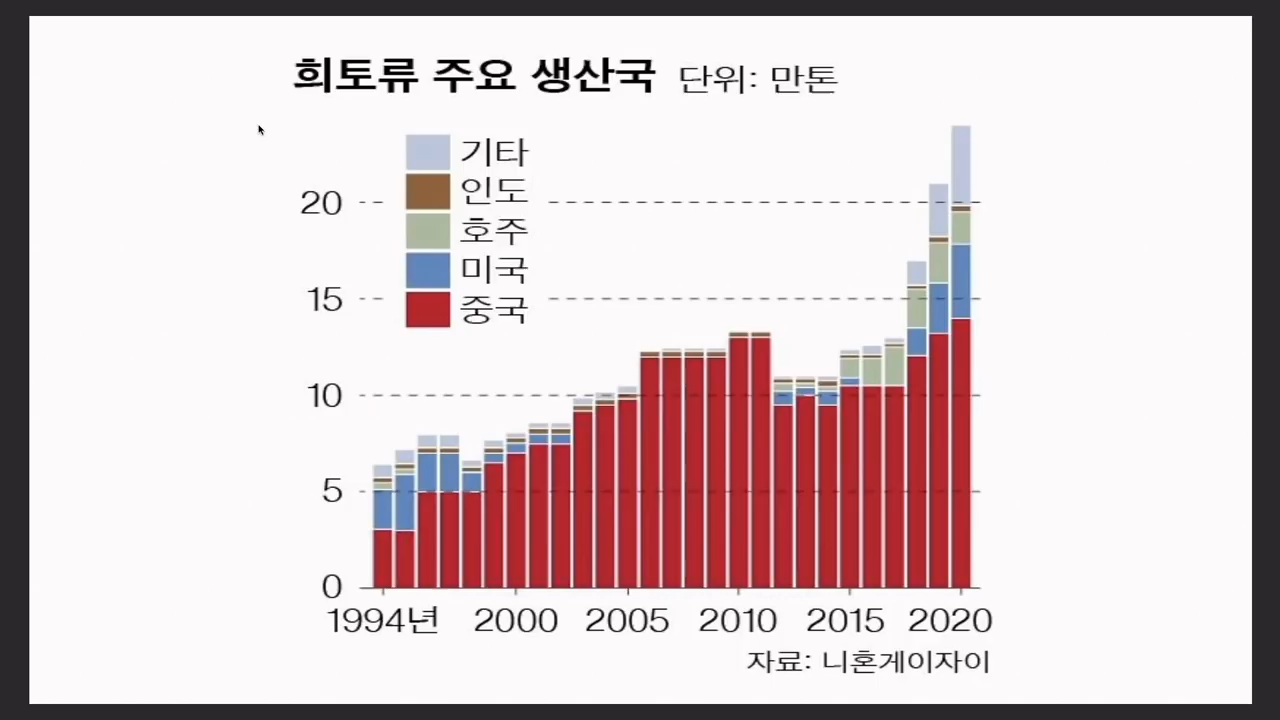 희토류 주요 생산국 단위: 만톤
기타
인도
호주
미국
중국
20
15
10
5
0
1994년 2000 2005 2010 2015 2020
자료: 니혼게이자이